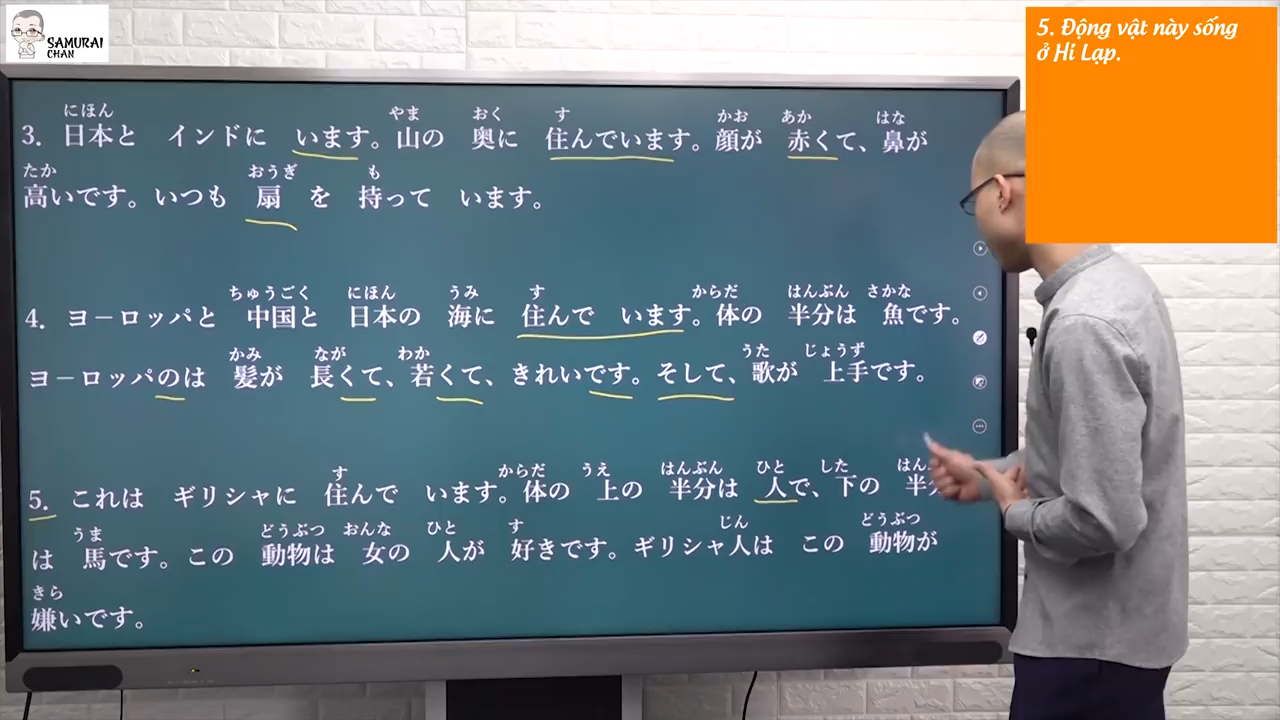 SAMURAI
CHAN
5. Động vật này sống
ở Hi Lạp.
にほん やま おく す かお あか はな
3. 日本と インドに います。山の 奥に 住んでいます。顔が 赤くて、鼻が
たか おうぎ も
高いです。いつも 扇 を 持って います。
ちゅうごく にほん うみ す からだ はんぶん さかな
4. ヨーロッパと 中国と 日本の 海に 住んで います。体の 半分は 魚です。
かみ なが わか うた じょうず
ヨーロッパのは 髪が 長くて、若くて、きれいです。そして、歌が 上手です。
す からだ うえ はんぶん ひと した はん
5. これは ギリシャに 住んで います。体の 上の 半分は 人で、下の 半分
うま どうぶつ おんな ひと す じん どうぶつ
は 馬です。この 動物は 女の 人が 好きです。ギリシャ人は この 動物が
きら
嫌いです。